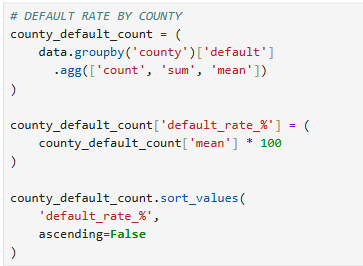 # DEFAULT RATE BY COUNTY
county_default_count = (
    data.groupby('county')['default']
      .agg(['count', 'sum', 'mean'])
)

county_default_count['default_rate_%'] = (
    county_default_count['mean'] * 100
)

county_default_count.sort_values(
    'default_rate_%',
    ascending=False
)